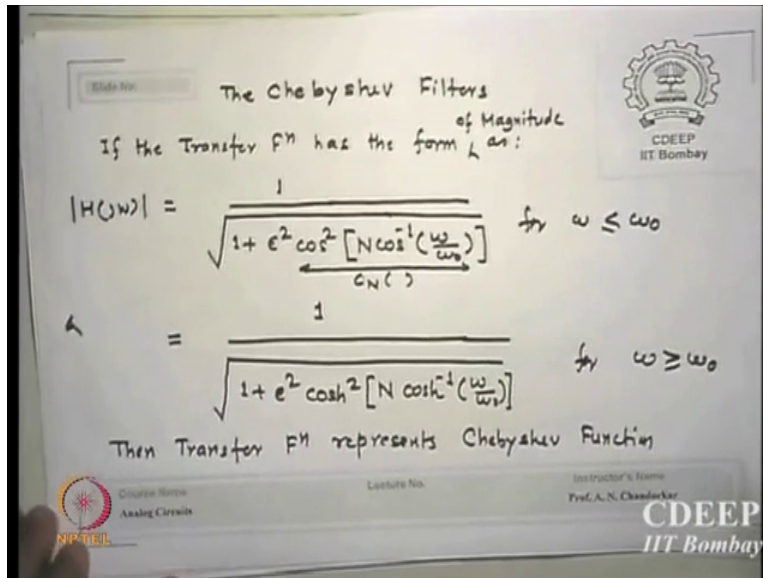 Slide No.
The Chebyshev Filters
If the Transfer Fⁿ has the form of Magnitude as:
CDEEP
IIT Bombay
|H(jω)| = 1 / √(1 + ε² cos² [N cos⁻¹(ω/ω₀)]) for ω ≤ ω₀
C_N( )
& = 1 / √(1 + ε² cosh² [N cosh⁻¹(ω/ω₀)]) for ω ≥ ω₀
Then Transfer Fⁿ represents Chebyshev Function
Course Name
Analog Circuits
Lecture No.
Instructor's Name
Prof. A. N. Chandorkar
NPTEL
CDEEP
IIT Bombay